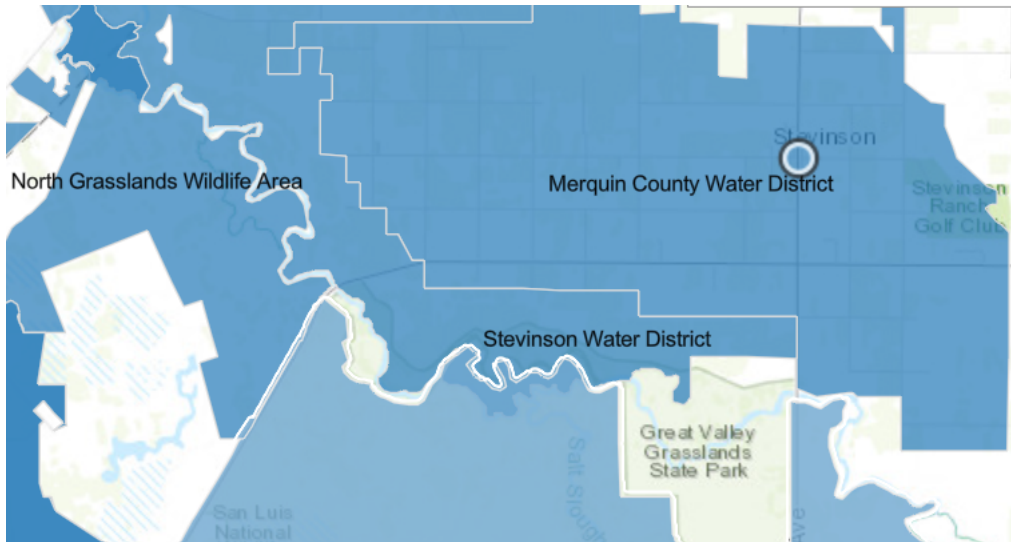 Stevinson
North Grasslands Wildlife Area
Merquin County Water District
Stevinson
Ranch
Golf Club
Stevinson Water District
Great Valley
Grasslands
State Park
Salt Slough
San Luis
National
Ave